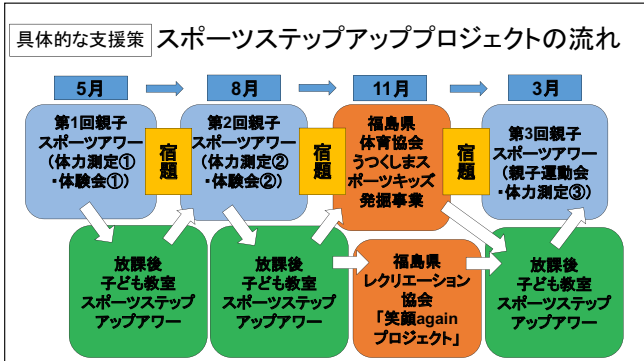 具体的な支援策
スポーツステップアッププロジェクトの流れ
5月
8月
11月
3月
第1回親子
スポーツアワー
(体力測定①
・体験会①)
宿題
第2回親子
スポーツアワー
(体力測定②
・体験会②)
宿題
福島県
体育協会
うつくしまス
ポーツキッズ
発掘事業
宿題
第3回親子
スポーツアワー
(親子運動会
・体力測定③)
放課後
子ども教室
スポーツステップ
アップアワー
放課後
子ども教室
スポーツステップ
アップアワー
福島県
レクリエーション
協会
「笑顔again
プロジェクト」
放課後
子ども教室
スポーツステップ
アップアワー